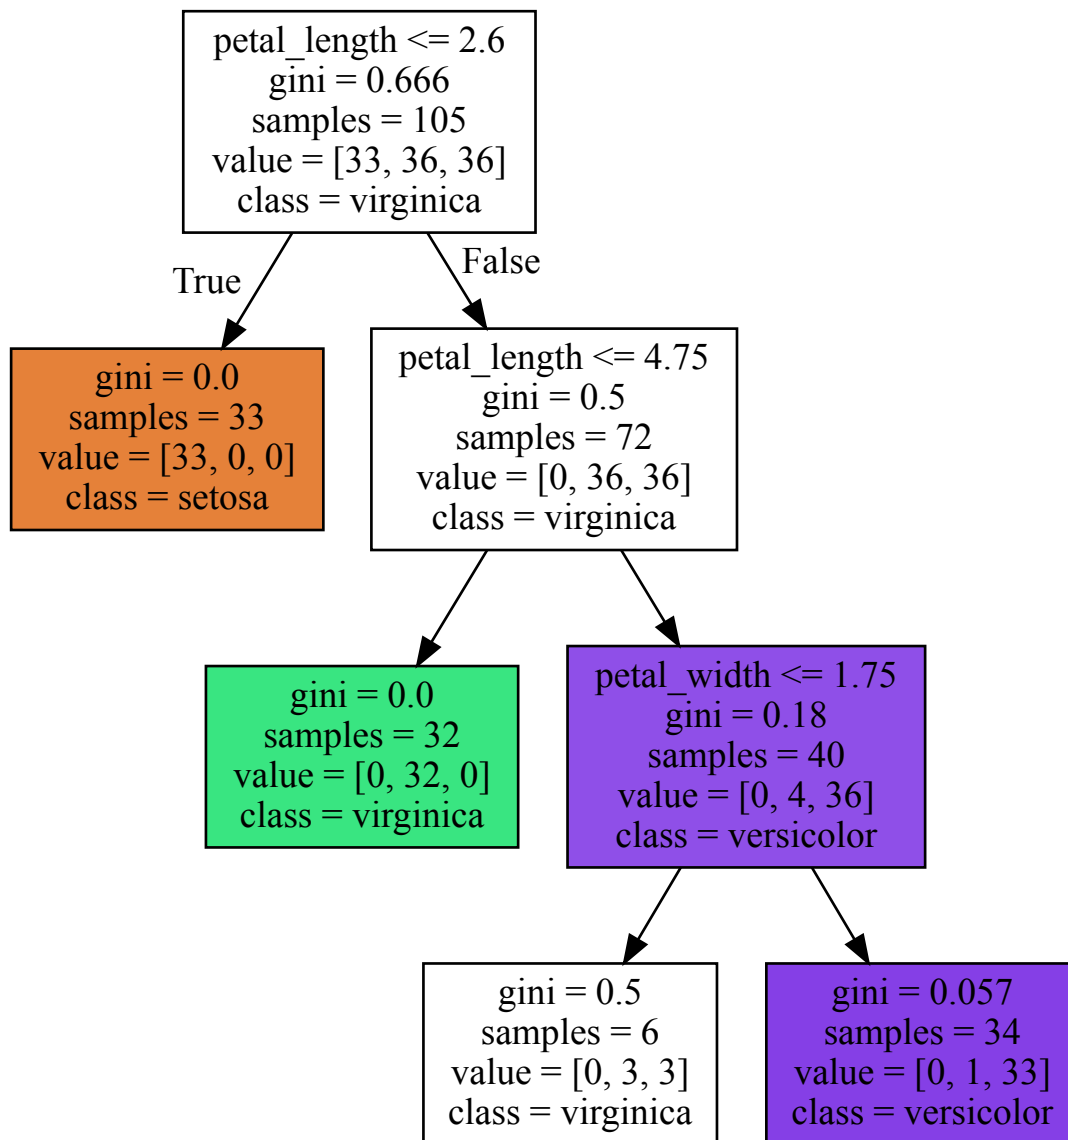 petal_length <= 2.6
gini = 0.666
samples = 105
value = [33, 36, 36]
class = virginica
True
False
gini = 0.0
samples = 33
value = [33, 0, 0]
class = setosa
petal_length <= 4.75
gini = 0.5
samples = 72
value = [0, 36, 36]
class = virginica
gini = 0.0
samples = 32
value = [0, 32, 0]
class = virginica
petal_width <= 1.75
gini = 0.18
samples = 40
value = [0, 4, 36]
class = versicolor
gini = 0.5
samples = 6
value = [0, 3, 3]
class = virginica
gini = 0.057
samples = 34
value = [0, 1, 33]
class = versicolor